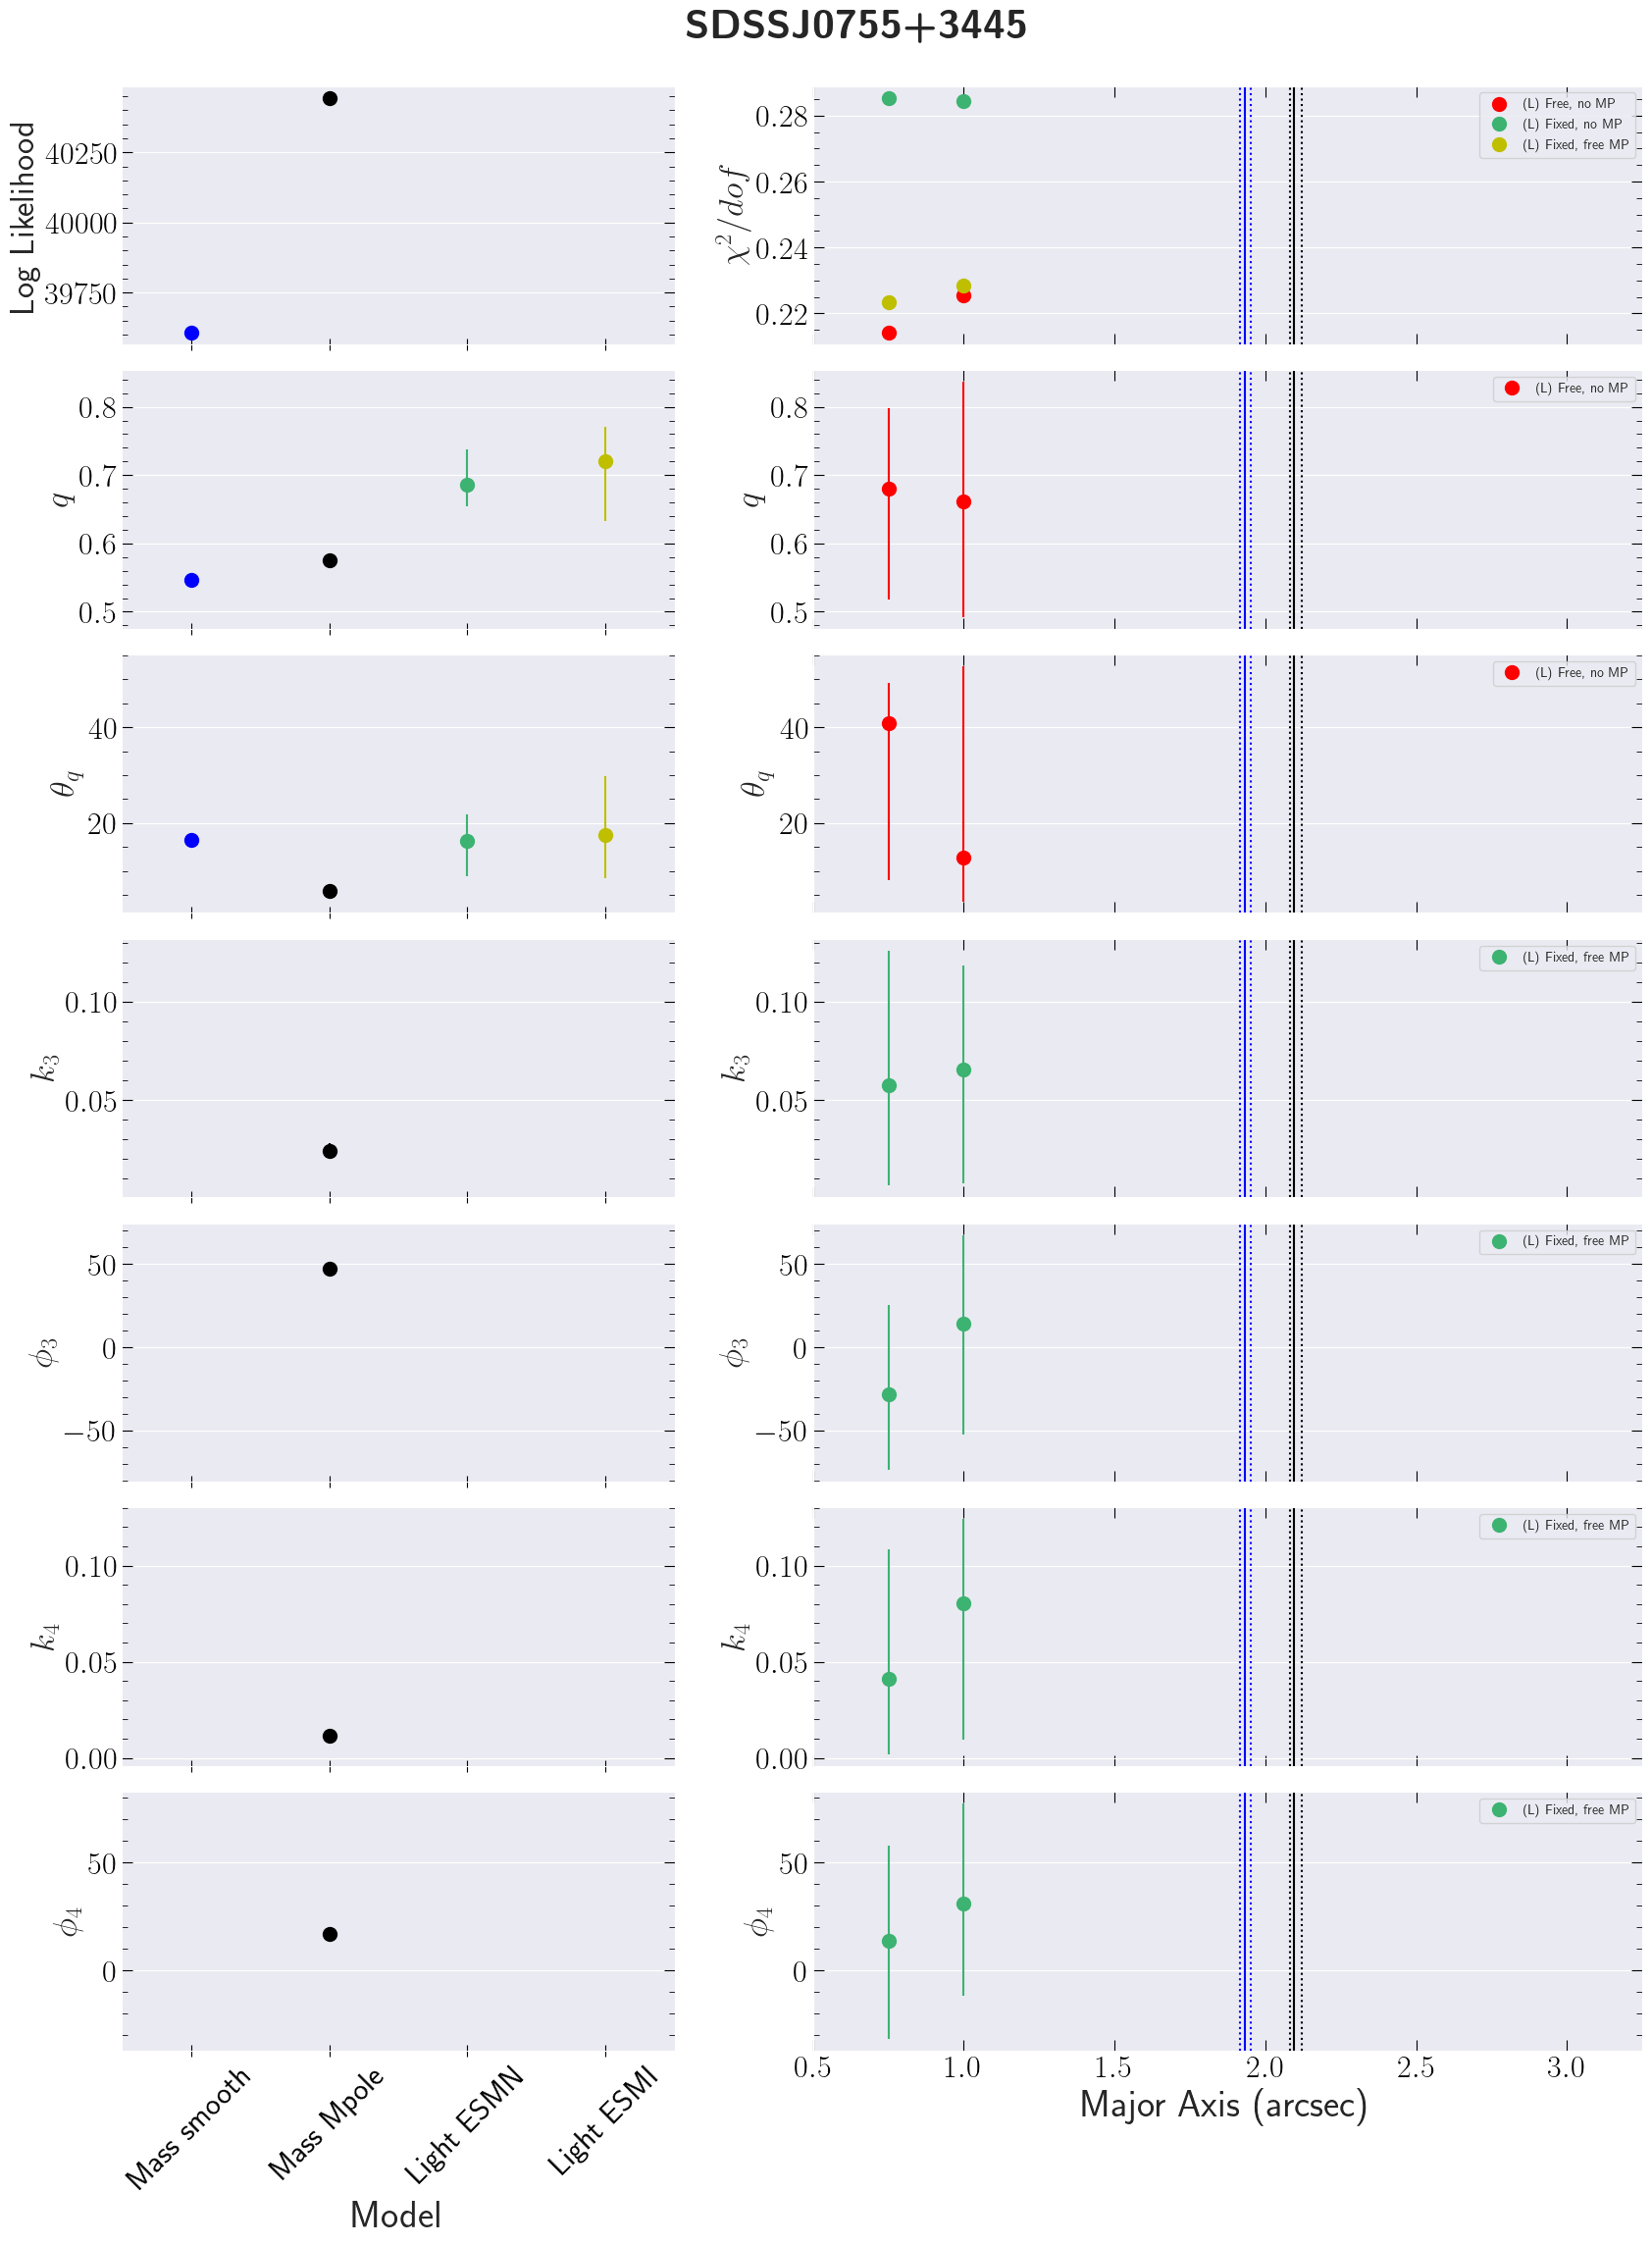 SDSSJ0755+3445
Log Likelihood
40250
40000
39750
χ²/dof
0.28
0.26
0.24
0.22
(L) Free, no MP
(L) Fixed, no MP
(L) Fixed, free MP
q
0.8
0.7
0.6
0.5
q
0.8
0.7
0.6
0.5
(L) Free, no MP
θ_q
40
20
θ_q
40
20
(L) Free, no MP
k₃
0.10
0.05
k₃
0.10
0.05
(L) Fixed, free MP
ϕ₃
50
0
−50
ϕ₃
50
0
−50
(L) Fixed, free MP
k₄
0.10
0.05
0.00
k₄
0.10
0.05
0.00
(L) Fixed, free MP
ϕ₄
50
0
ϕ₄
50
0
(L) Fixed, free MP
Mass smooth
Mass Mpole
Light ESMN
Light ESMI
Model
0.5 1.0 1.5 2.0 2.5 3.0
Major Axis (arcsec)